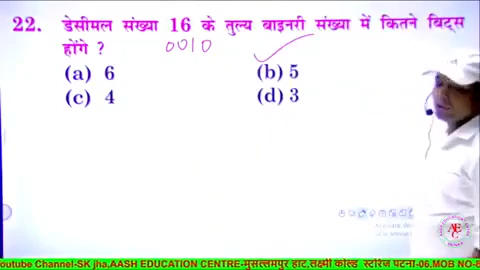 22. डेसीमल संख्या 16 के तुल्य बाइनरी संख्या में कितने बिट्स
होंगे ? 0010
(a) 6 (b) 5
(c) 4 (d) 3
outube Channel-SK jha,AASH EDUCATION CENTRE-मुसल्लमपुर हाट,लक्ष्मी कोल्ड स्टोरेज पटना-06.MOB NO-